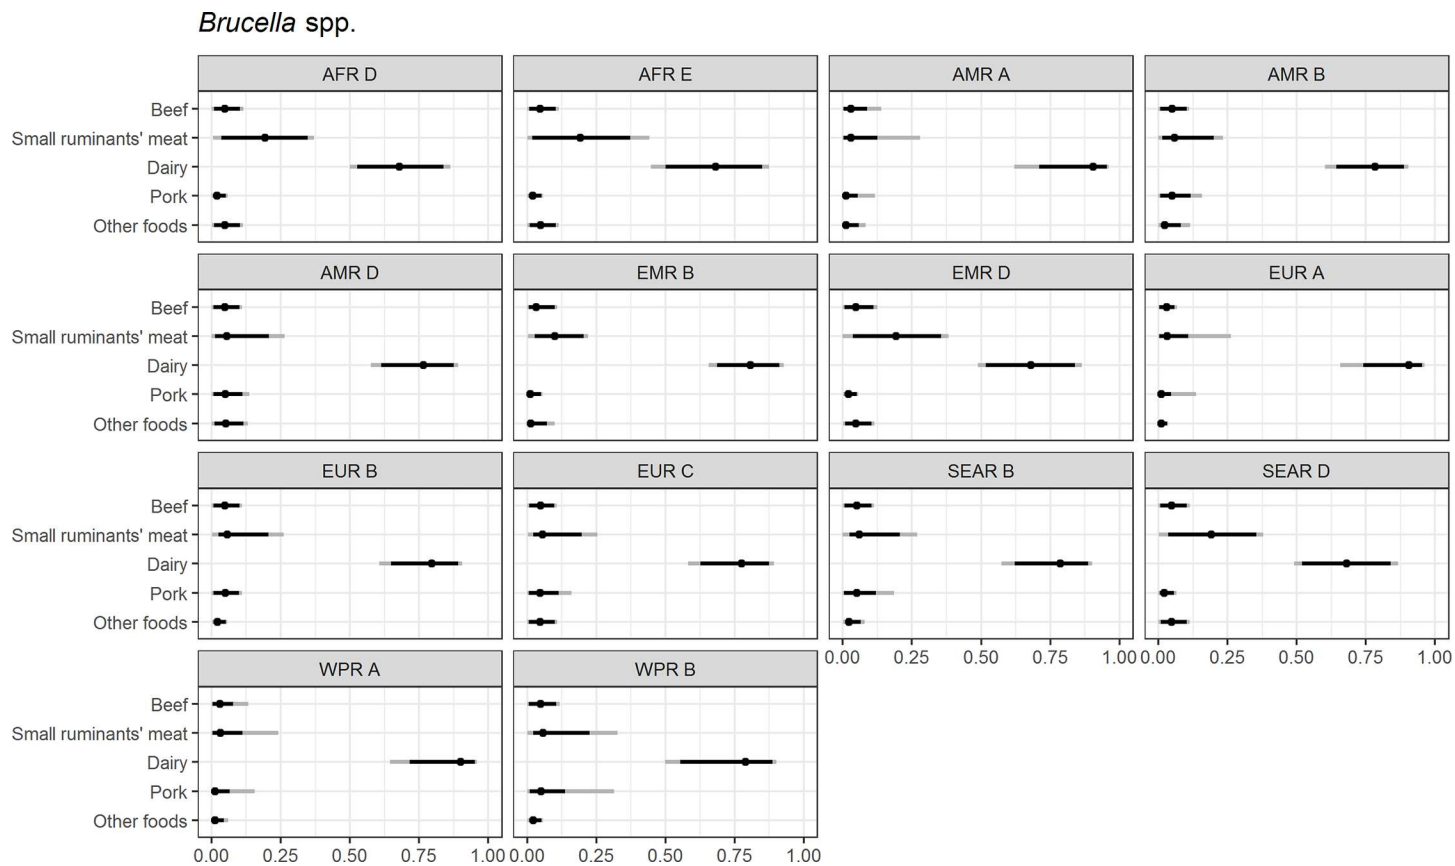 Brucella spp.
AFR D AFR E AMR A AMR B
Beef
Small ruminants' meat
Dairy
Pork
Other foods
AMR D EMR B EMR D EUR A
Beef
Small ruminants' meat
Dairy
Pork
Other foods
EUR B EUR C SEAR B SEAR D
Beef
Small ruminants' meat
Dairy
Pork
Other foods
0.00 0.25 0.50 0.75 1.00 0.00 0.25 0.50 0.75 1.00
WPR A WPR B
Beef
Small ruminants' meat
Dairy
Pork
Other foods
0.00 0.25 0.50 0.75 1.00 0.00 0.25 0.50 0.75 1.00